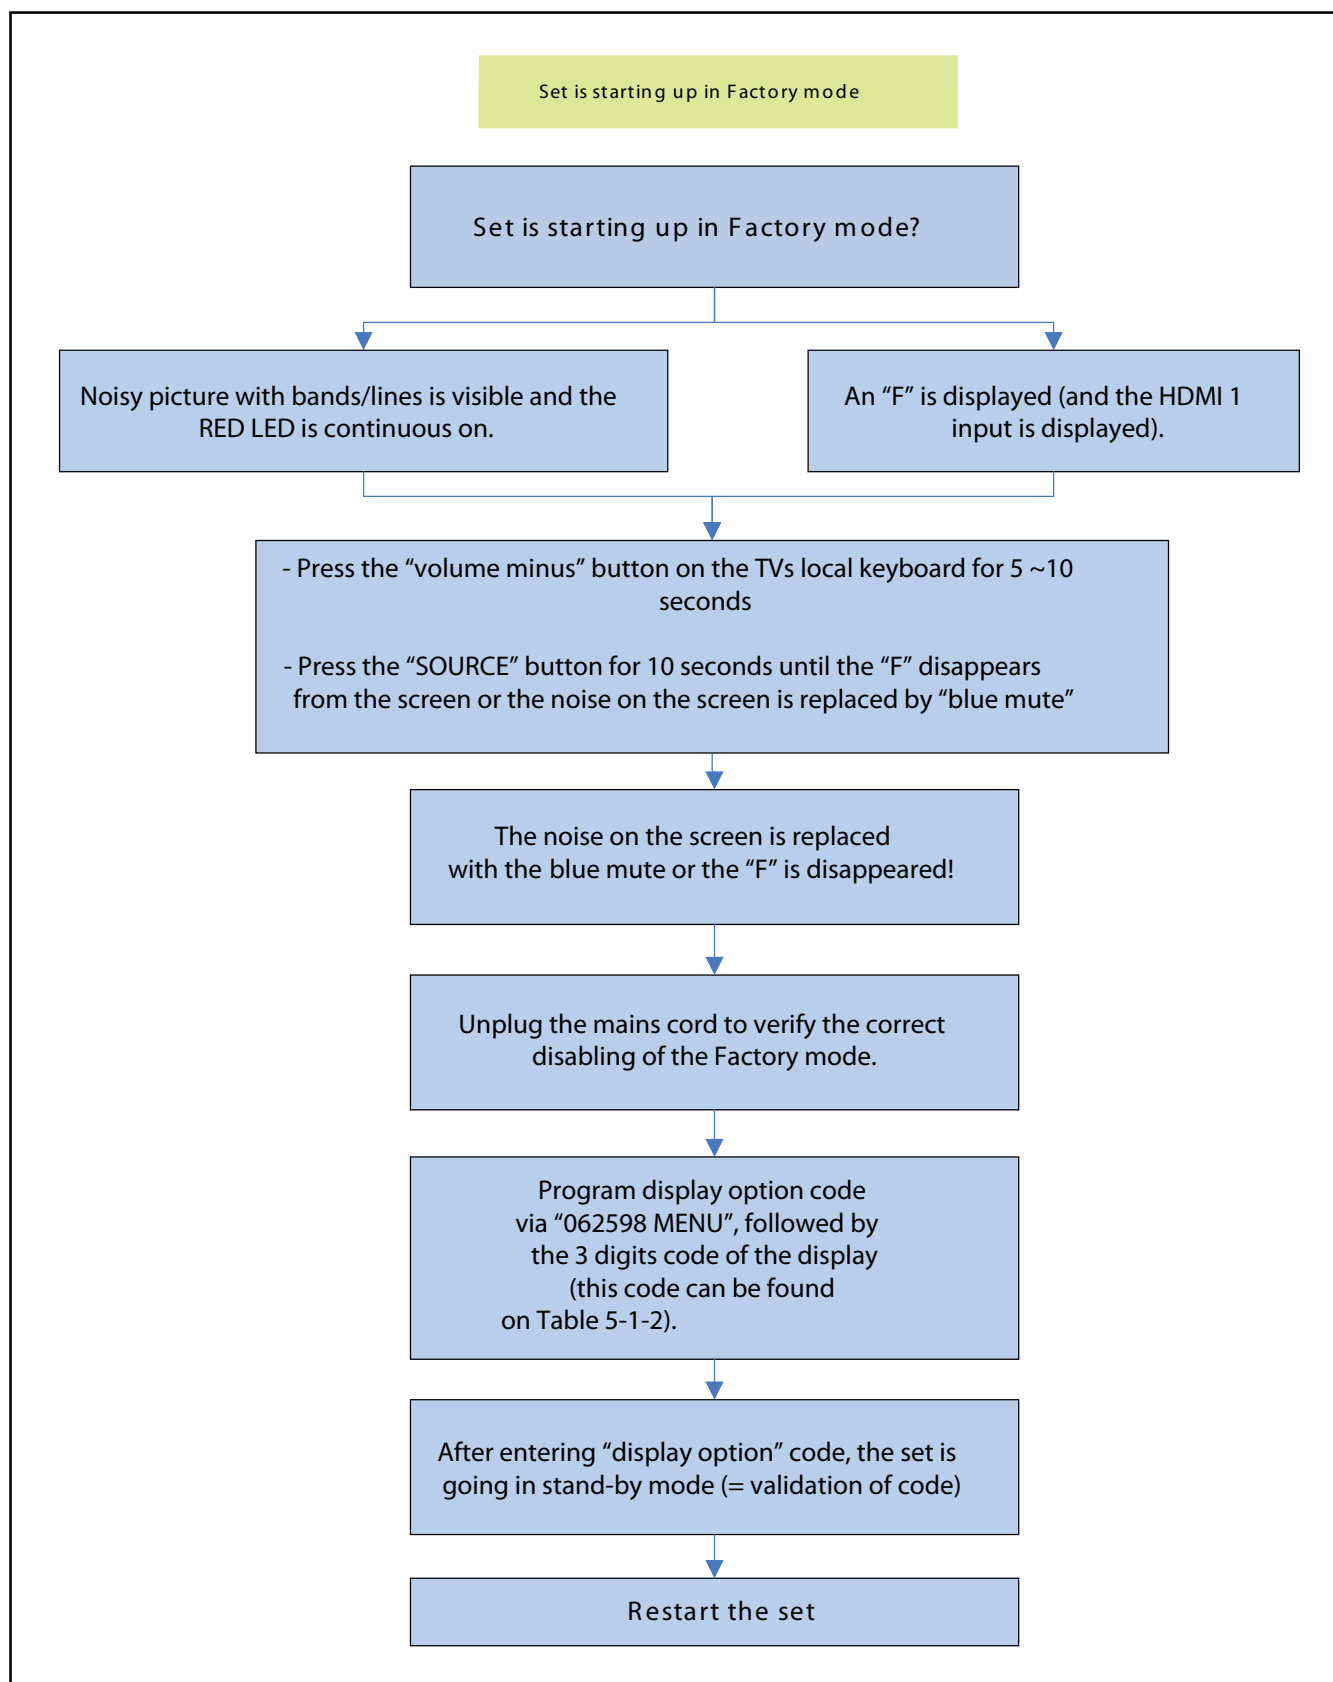 Set is starting up in Factory mode
Set is starting up in Factory mode?
Noisy picture with bands/lines is visible and the
RED LED is continuous on.
An “F” is displayed (and the HDMI 1
input is displayed).
- Press the “volume minus” button on the TVs local keyboard for 5 ~10
seconds
- Press the “SOURCE” button for 10 seconds until the “F” disappears
from the screen or the noise on the screen is replaced by “blue mute”
The noise on the screen is replaced
with the blue mute or the “F” is disappeared!
Unplug the mains cord to verify the correct
disabling of the Factory mode.
Program display option code
via “062598 MENU”, followed by
the 3 digits code of the display
(this code can be found
on Table 5-1-2).
After entering “display option” code, the set is
going in stand-by mode (= validation of code)
Restart the set